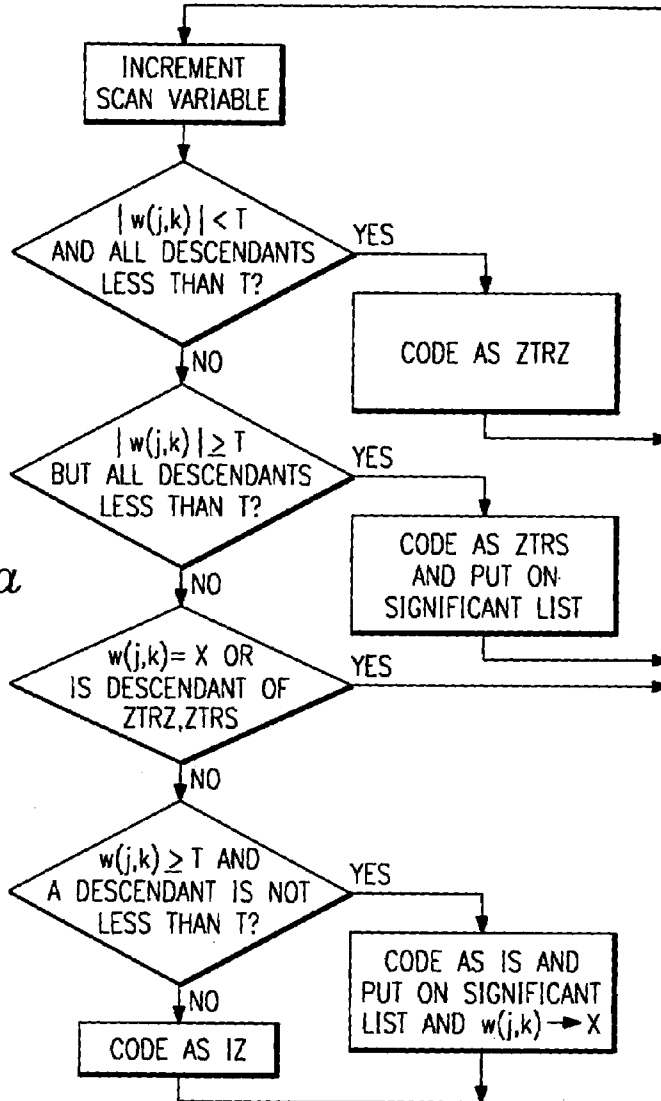 INCREMENT
SCAN VARIABLE
| w(j,k) | < T
AND ALL DESCENDANTS
LESS THAN T?
YES
CODE AS ZTRZ
NO
| w(j,k) | ≥ T
BUT ALL DESCENDANTS
LESS THAN T?
YES
CODE AS ZTRS
AND PUT ON
SIGNIFICANT LIST
a
NO
w(j,k)= X OR
IS DESCENDANT OF
ZTRZ,ZTRS
YES
NO
w(j,k) ≥ T AND
A DESCENDANT IS NOT
LESS THAN T?
YES
CODE AS IS AND
PUT ON SIGNIFICANT
LIST AND w(j,k) → X
NO
CODE AS IZ